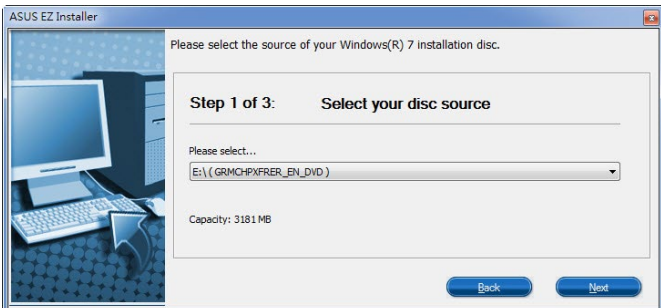 ASUS EZ Installer
Please select the source of your Windows(R) 7 installation disc.
Step 1 of 3: Select your disc source
Please select...
E:\ ( GRMCHPXFRER_EN_DVD )
Capacity: 3181 MB
Back Next